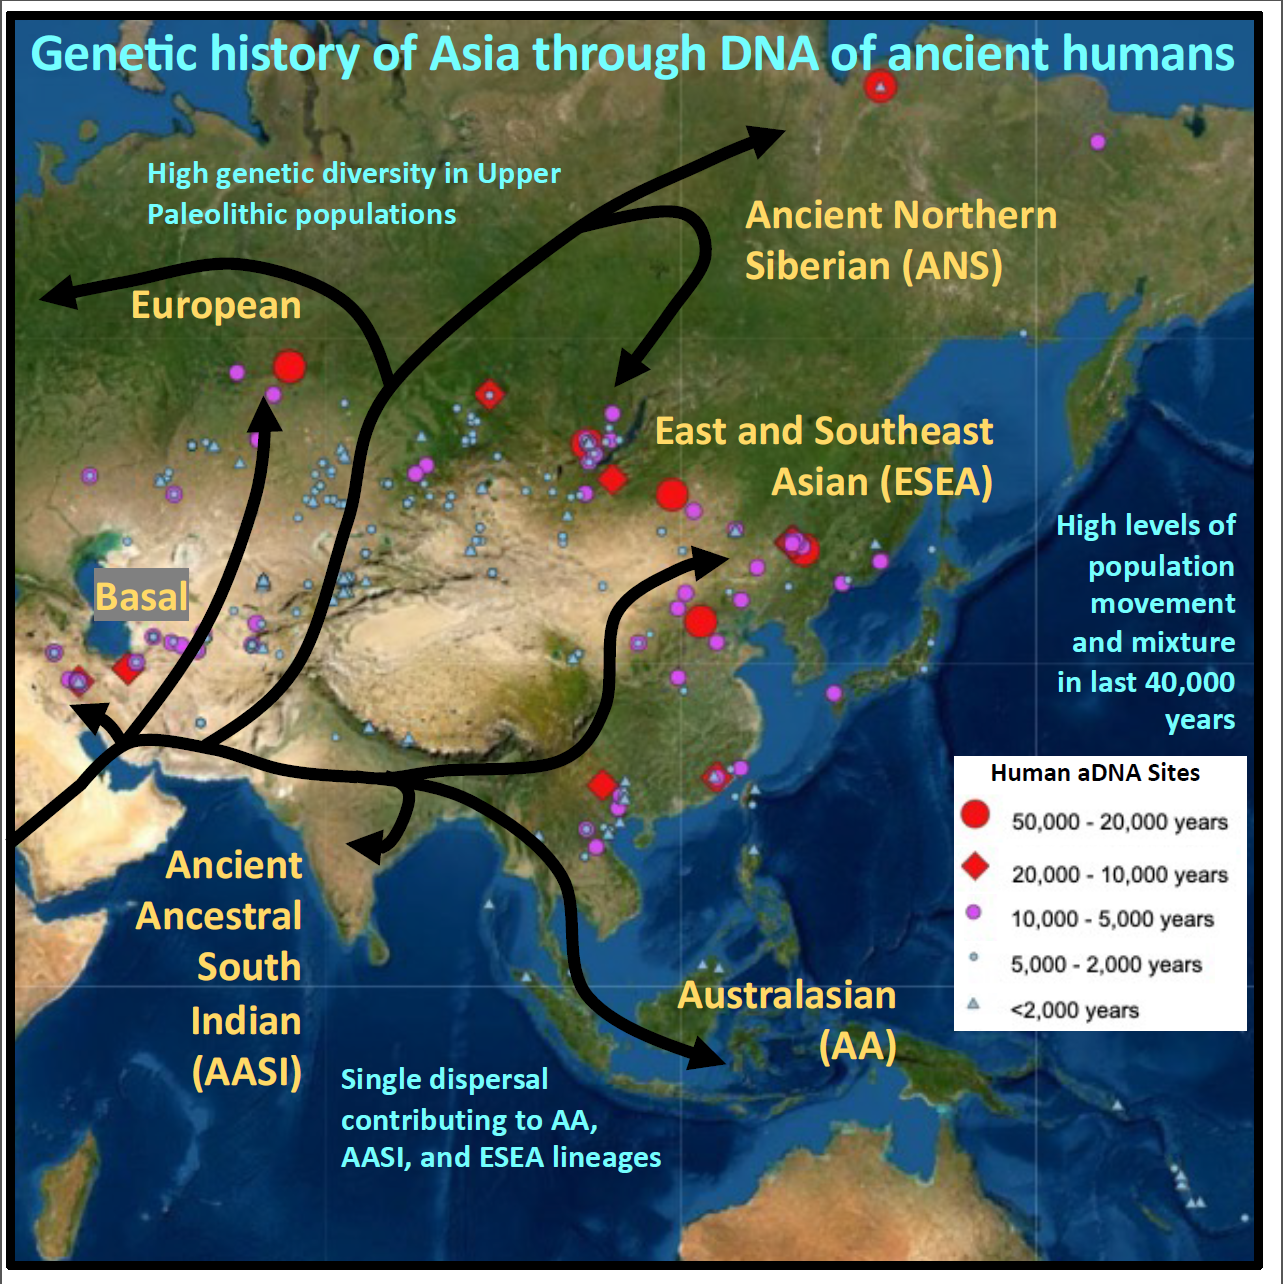 Genetic history of Asia through DNA of ancient humans
High genetic diversity in Upper
Paleolithic populations
Ancient Northern
Siberian (ANS)
European
East and Southeast
Asian (ESEA)
High levels of
population
movement
and mixture
in last 40,000
years
Basal
Human aDNA Sites
50,000 - 20,000 years
20,000 - 10,000 years
10,000 - 5,000 years
5,000 - 2,000 years
<2,000 years
Ancient
Ancestral
South
Indian
(AASI)
Australasian
(AA)
Single dispersal
contributing to AA,
AASI, and ESEA lineages